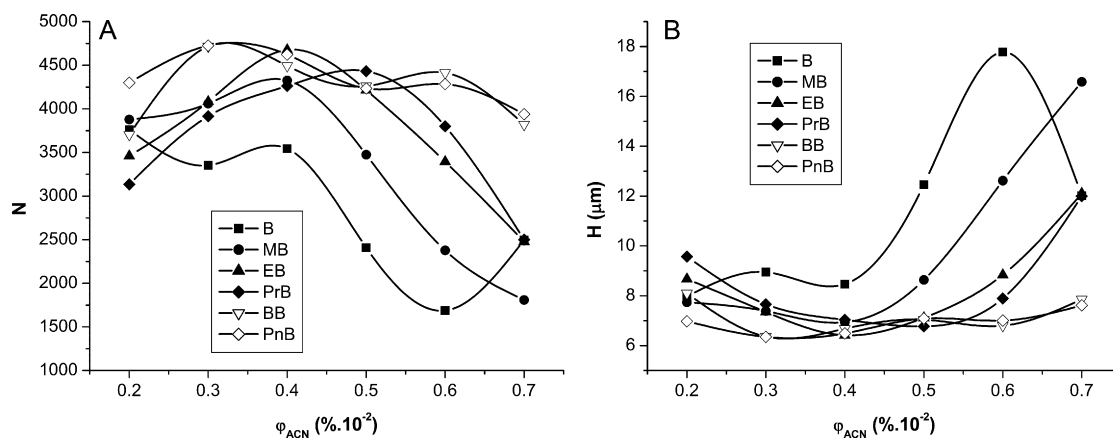 A
5000
4500
4000
3500
3000
2500
2000
1500
1000
N
B
MB
EB
PrB
BB
PnB
0.2 0.3 0.4 0.5 0.6 0.7
φACN (%.10-2)
B
18
16
14
12
10
8
6
H (μm)
B
MB
EB
PrB
BB
PnB
0.2 0.3 0.4 0.5 0.6 0.7
φACN (%.10-2)